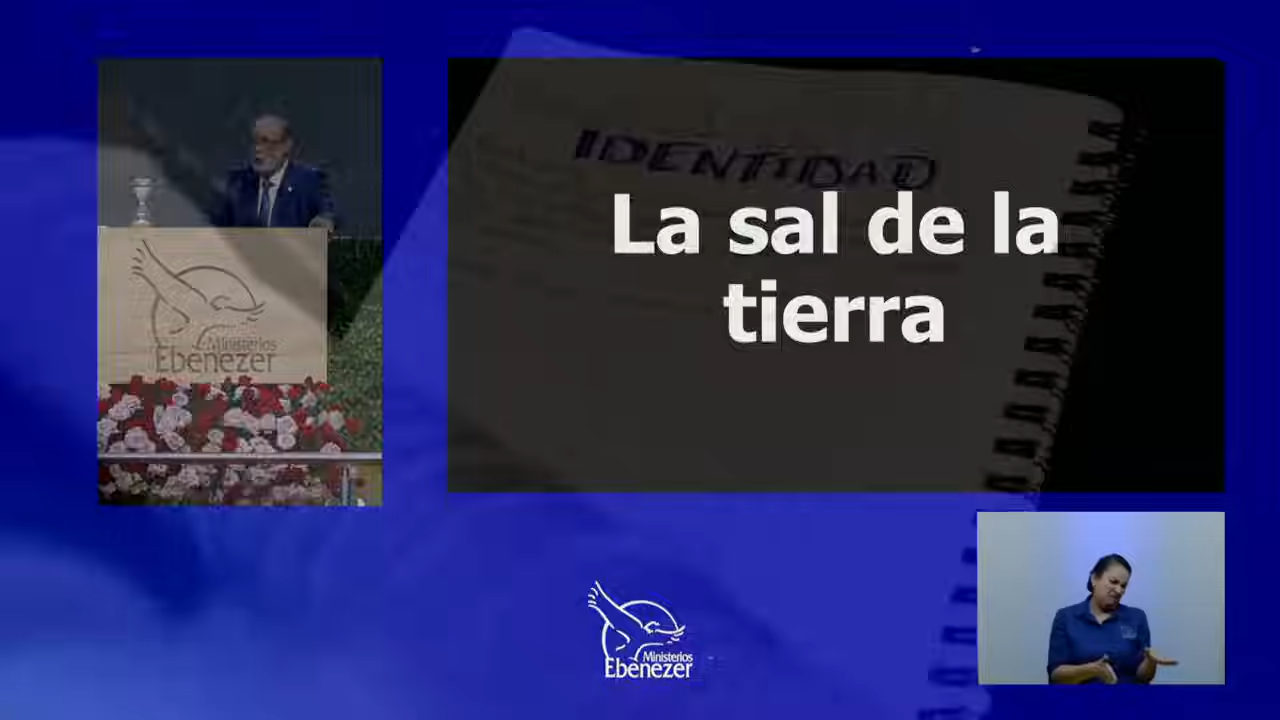 IDENTIDAD
La sal de la
tierra
Ministerios
Ebenezer
Ministerios
Ebenezer